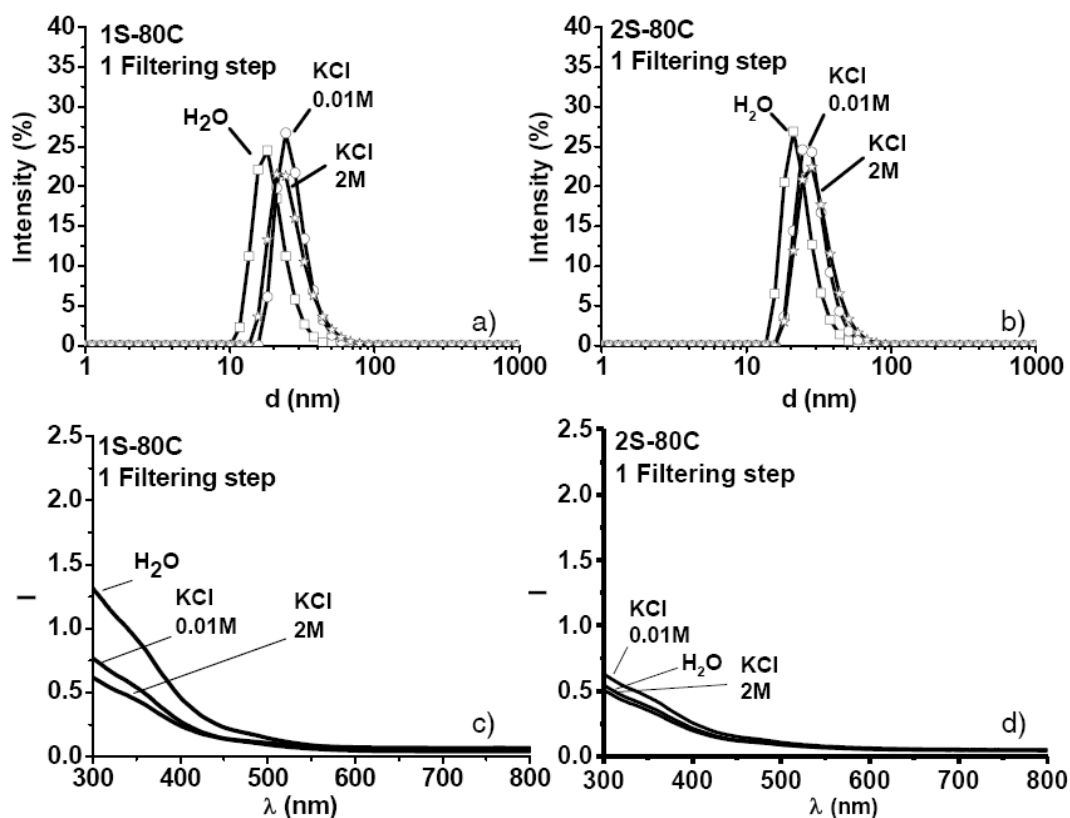 1S-80C
1 Filtering step
H₂O
KCl
0.01M
KCl
2M
a)
Intensity (%)
40
35
30
25
20
15
10
5
0
1
10
100
1000
d (nm)
2S-80C
1 Filtering step
H₂O
KCl
0.01M
KCl
2M
b)
Intensity (%)
40
35
30
25
20
15
10
5
0
1
10
100
1000
d (nm)
1S-80C
1 Filtering step
H₂O
KCl
0.01M
KCl
2M
c)
I
2.5
2.0
1.5
1.0
0.5
0.0
300
400
500
600
700
800
λ (nm)
2S-80C
1 Filtering step
KCl
0.01M
H₂O
KCl
2M
d)
I
2.5
2.0
1.5
1.0
0.5
0.0
300
400
500
600
700
800
λ (nm)